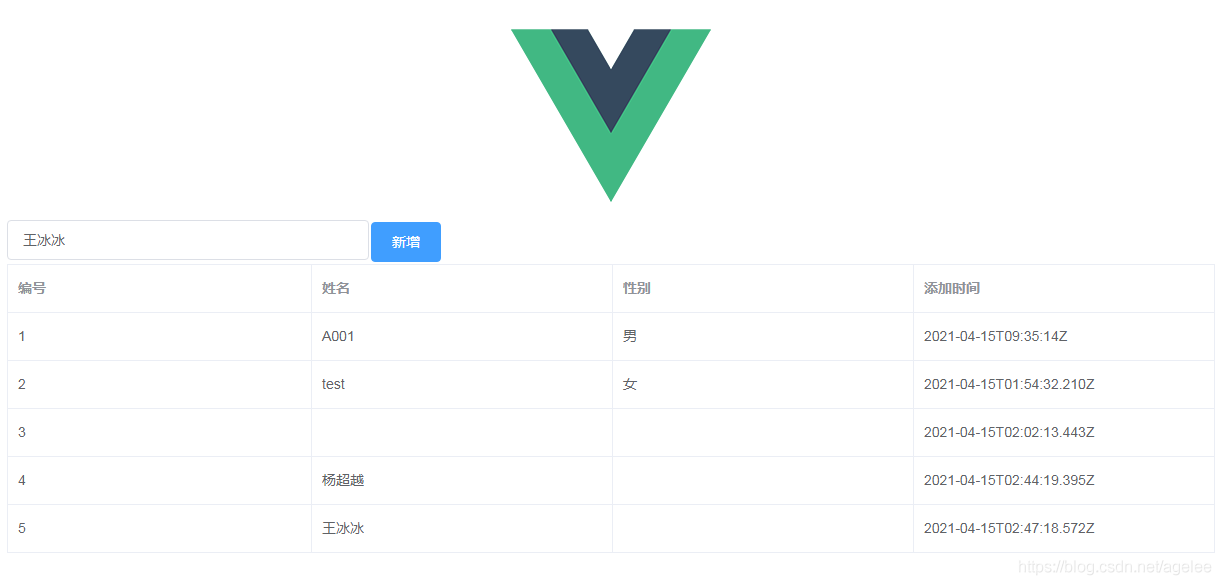 王冰冰 新增
编号 姓名 性别 添加时间
1 A001 男 2021-04-15T09:35:14Z
2 test 女 2021-04-15T01:54:32.210Z
3 2021-04-15T02:02:13.443Z
4 杨超越 2021-04-15T02:44:19.395Z
5 王冰冰 2021-04-15T02:47:18.572Z
https://blog.csdn.net/agelee